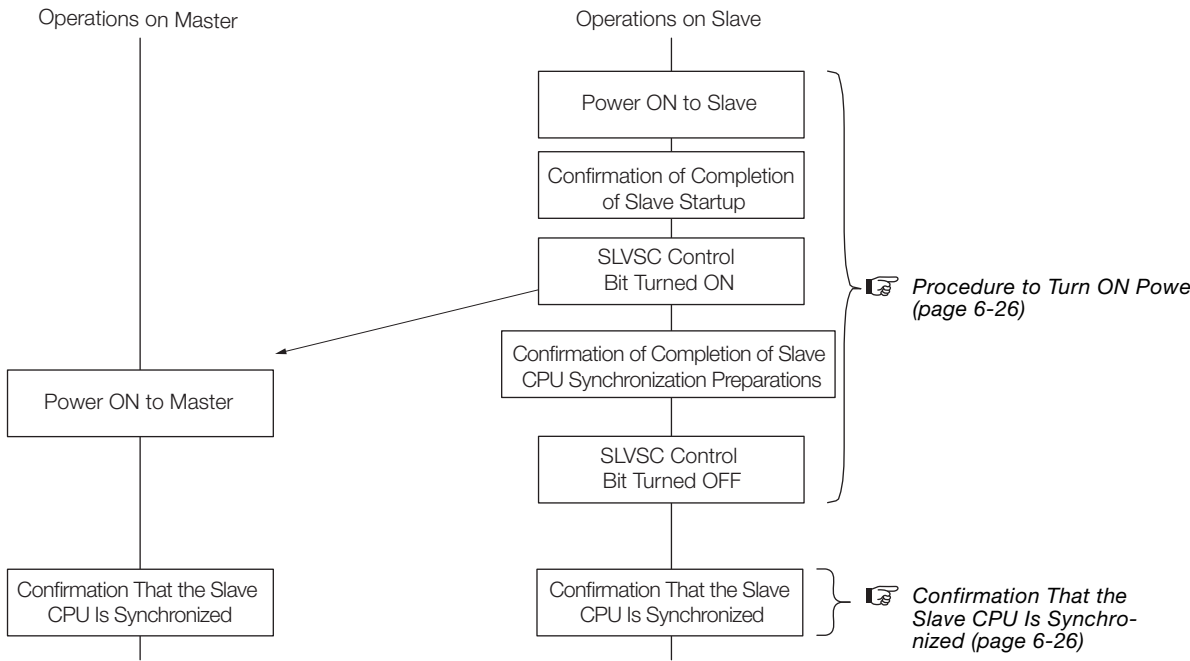 Operations on Master
Operations on Slave
Power ON to Slave
Confirmation of Completion
of Slave Startup
SLVSC Control
Bit Turned ON
Procedure to Turn ON Powe
(page 6-26)
Confirmation of Completion of Slave
CPU Synchronization Preparations
Power ON to Master
SLVSC Control
Bit Turned OFF
Confirmation That the Slave
CPU Is Synchronized
Confirmation That the Slave
CPU Is Synchronized
Confirmation That the
Slave CPU Is Synchro-
nized (page 6-26)